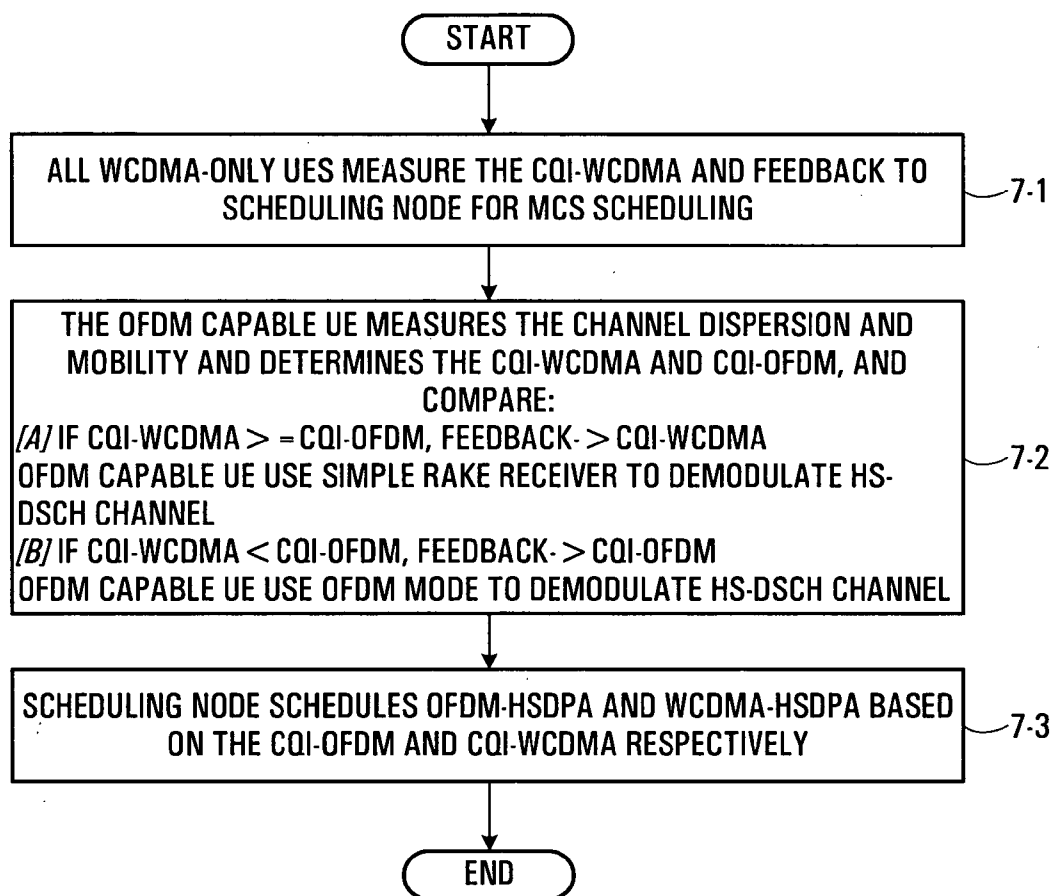 START
ALL WCDMA-ONLY UES MEASURE THE CQI-WCDMA AND FEEDBACK TO
SCHEDULING NODE FOR MCS SCHEDULING
7-1
THE OFDM CAPABLE UE MEASURES THE CHANNEL DISPERSION AND
MOBILITY AND DETERMINES THE CQI-WCDMA AND CQI-OFDM, AND
COMPARE:
[A] IF CQI-WCDMA > = CQI-OFDM, FEEDBACK- > CQI-WCDMA
OFDM CAPABLE UE USE SIMPLE RAKE RECEIVER TO DEMODULATE HS-
DSCH CHANNEL
[B] IF CQI-WCDMA < CQI-OFDM, FEEDBACK- > CQI-OFDM
OFDM CAPABLE UE USE OFDM MODE TO DEMODULATE HS-DSCH CHANNEL
7-2
SCHEDULING NODE SCHEDULES OFDM-HSDPA AND WCDMA-HSDPA BASED
ON THE CQI-OFDM AND CQI-WCDMA RESPECTIVELY
7-3
END